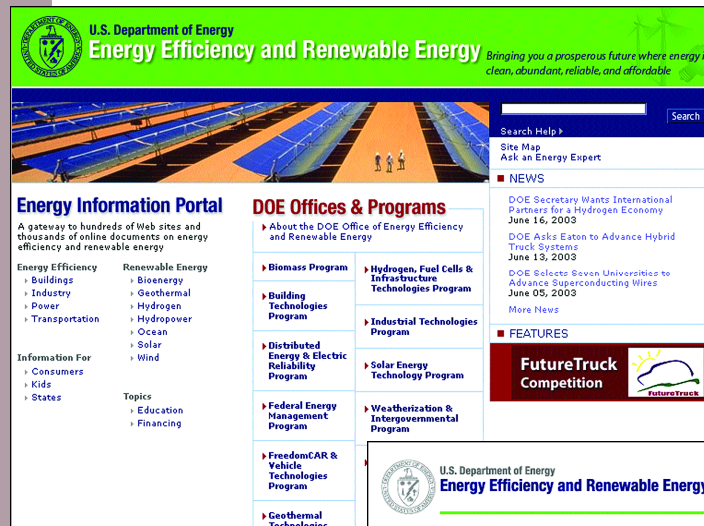 U.S. Department of Energy
Energy Efficiency and Renewable Energy
Bringing you a prosperous future where energy
clean, abundant, reliable, and affordable
Search
Search Help
Site Map
Ask an Energy Expert
NEWS
DOE Secretary Wants International
Partners for a Hydrogen Economy
June 16, 2003
DOE Asks Eaton to Advance Hybrid
Truck Systems
June 13, 2003
DOE Selects Seven Universities to
Advance Superconducting Wires
June 05, 2003
More News
FEATURES
FutureTruck
Competition
FutureTruck
Energy Information Portal
A gateway to hundreds of Web sites and
thousands of online documents on energy
efficiency and renewable energy
Energy Efficiency
Buildings
Industry
Power
Transportation
Information For
Consumers
Kids
States
Renewable Energy
Bioenergy
Geothermal
Hydrogen
Hydropower
Ocean
Solar
Wind
Topics
Education
Financing
DOE Offices & Programs
About the DOE Office of Energy Efficiency
and Renewable Energy
Biomass Program
Building
Technologies
Program
Distributed
Energy & Electric
Reliability
Program
Federal Energy
Management
Program
FreedomCAR &
Vehicle
Technologies
Program
Geothermal
Technologies
Hydrogen, Fuel Cells &
Infrastructure
Technologies Program
Industrial Technologies
Program
Solar Energy
Technology Program
Weatherization &
Intergovernmental
Program
U.S. Department of Energy
Energy Efficiency and Renewable Energy